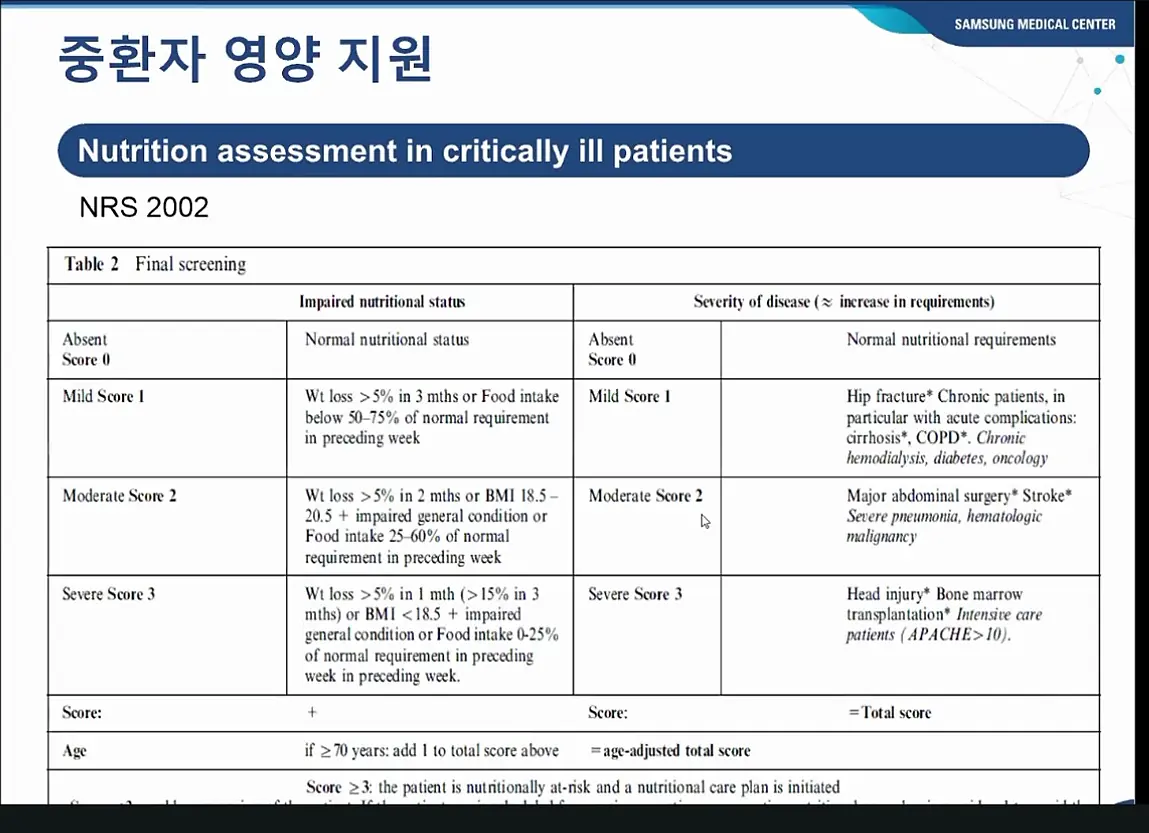 SAMSUNG MEDICAL CENTER
중환자 영양 지원
Nutrition assessment in critically ill patients
NRS 2002
Table 2 Final screening
Impaired nutritional status
Severity of disease (≈ increase in requirements)
Absent
Score 0
Normal nutritional status
Absent
Score 0
Normal nutritional requirements
Mild Score 1
Wt loss >5% in 3 mths or Food intake
below 50–75% of normal requirement
in preceding week
Mild Score 1
Hip fracture* Chronic patients, in
particular with acute complications:
cirrhosis*, COPD*. Chronic
hemodialysis, diabetes, oncology
Moderate Score 2
Wt loss >5% in 2 mths or BMI 18.5 –
20.5 + impaired general condition or
Food intake 25–60% of normal
requirement in preceding week
Moderate Score 2
Major abdominal surgery* Stroke*
Severe pneumonia, hematologic
malignancy
Severe Score 3
Wt loss >5% in 1 mth (>15% in 3
mths) or BMI <18.5 + impaired
general condition or Food intake 0-25%
of normal requirement in preceding
week in preceding week.
Severe Score 3
Head injury* Bone marrow
transplantation* Intensive care
patients (APACHE>10).
Score:
+
Score:
=Total score
Age
if ≥70 years: add 1 to total score above
=age-adjusted total score
Score ≥3: the patient is nutritionally at-risk and a nutritional care plan is initiated